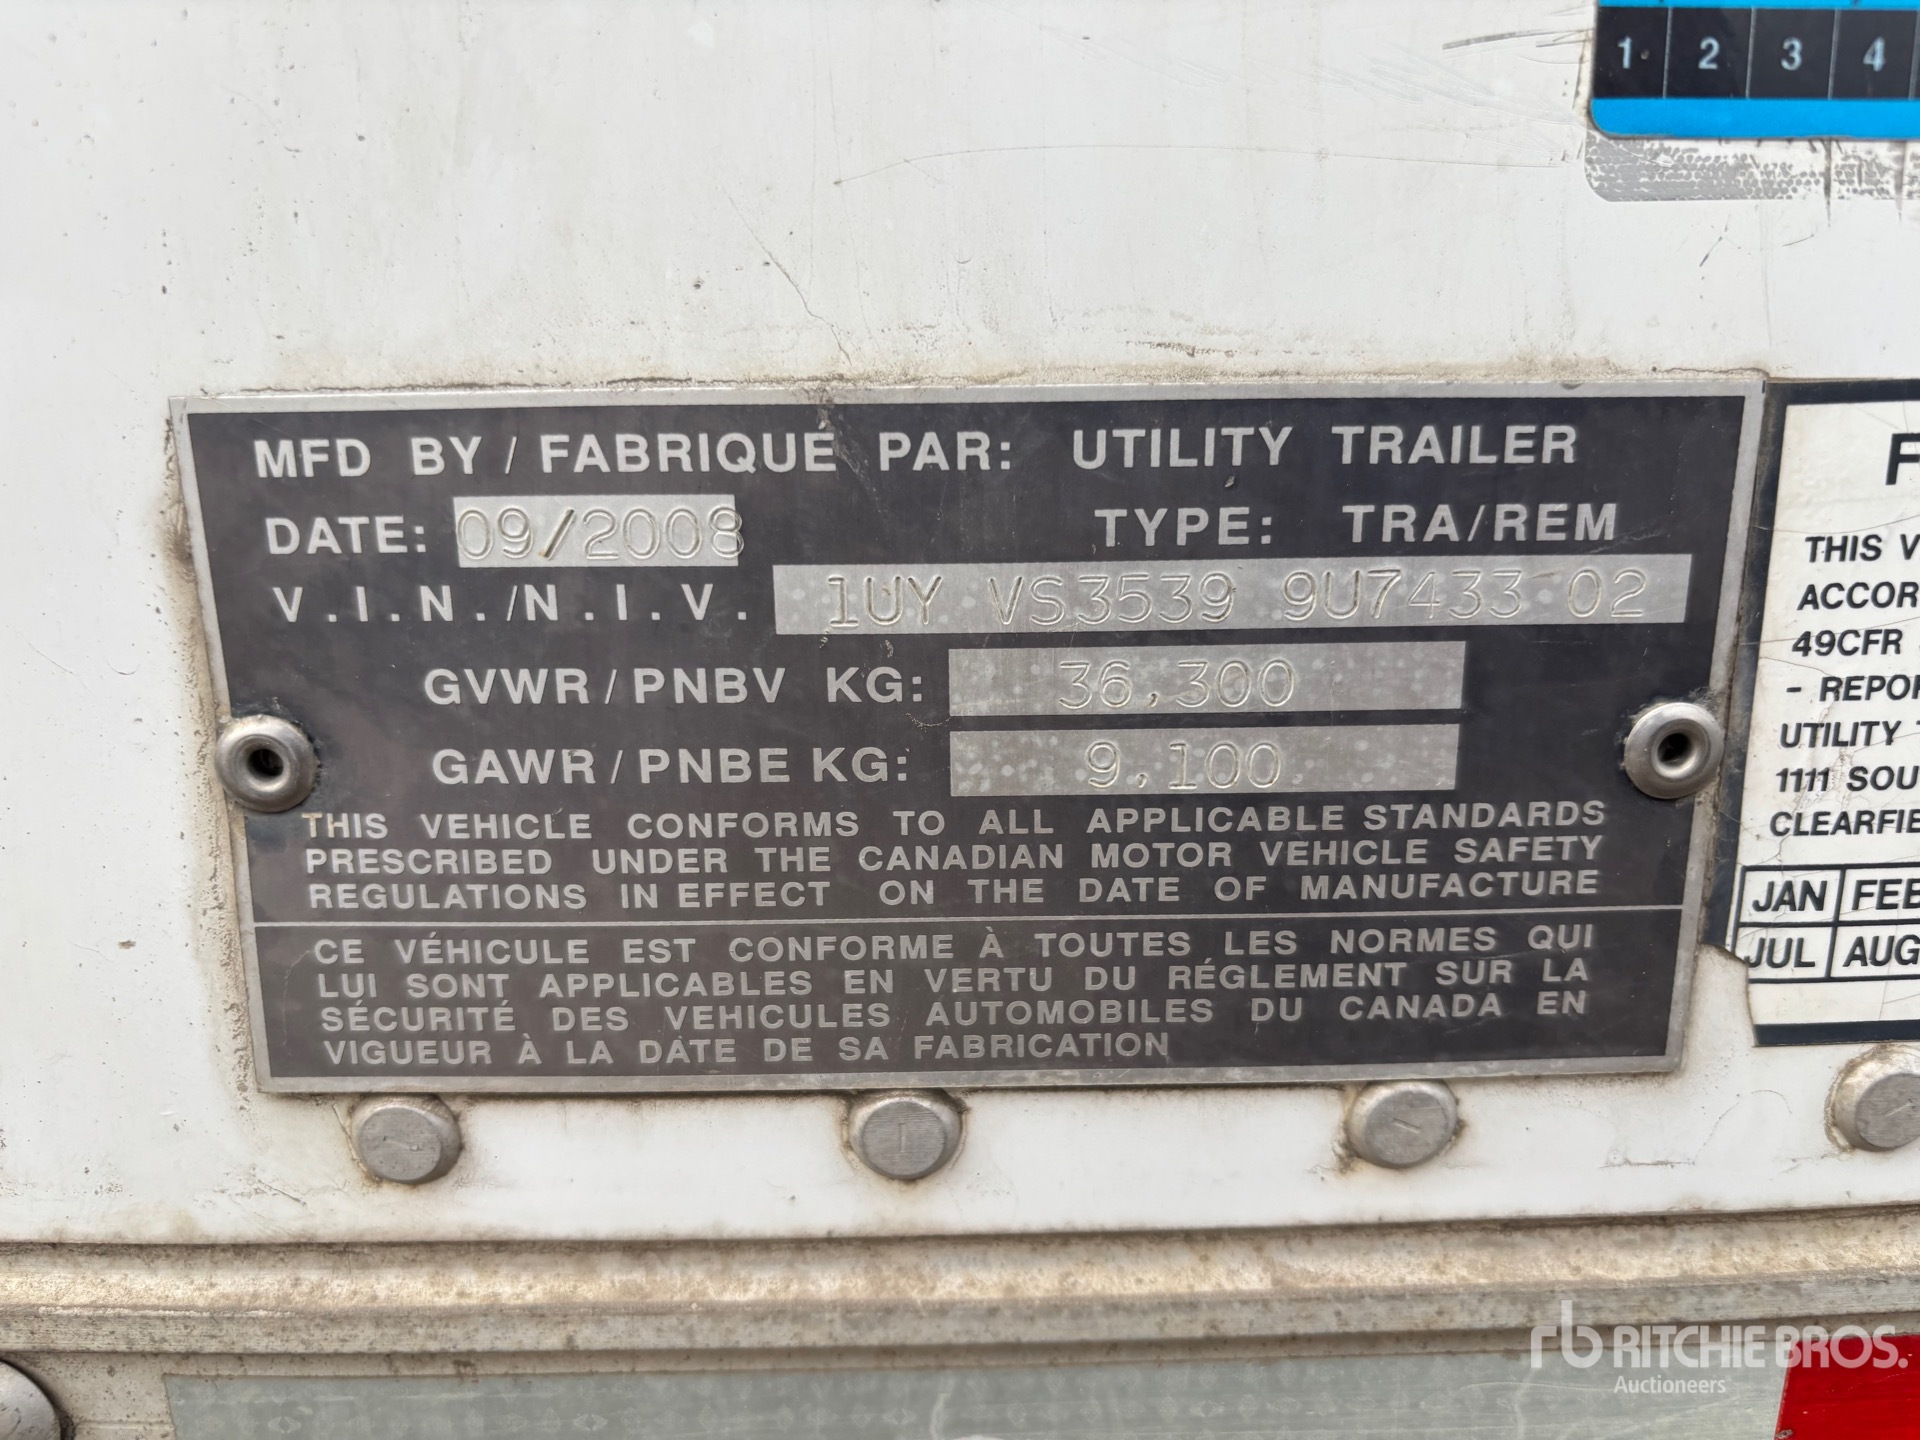 1 2 3 4
MFD BY / FABRIQUÉ PAR: UTILITY TRAILER
DATE: 09/2008 TYPE: TRA/REM
V.I.N./N.I.V. 1UY VS3539 9U7433 02
GVWR / PNBV KG: 36,300
GAWR / PNBE KG: 9,100
THIS VEHICLE CONFORMS TO ALL APPLICABLE STANDARDS
PRESCRIBED UNDER THE CANADIAN MOTOR VEHICLE SAFETY
REGULATIONS IN EFFECT ON THE DATE OF MANUFACTURE
CE VÉHICULE EST CONFORME À TOUTES LES NORMES QUI
LUI SONT APPLICABLES EN VERTU DU RÉGLEMENT SUR LA
SÉCURITÉ DES VEHICULES AUTOMOBILES DU CANADA EN
VIGUEUR À LA DATE DE SA FABRICATION
THIS
49CFR
UTILITY
1111
JAN FEB
JUL AUG
rb RITCHIE BROS.
Auctioneers